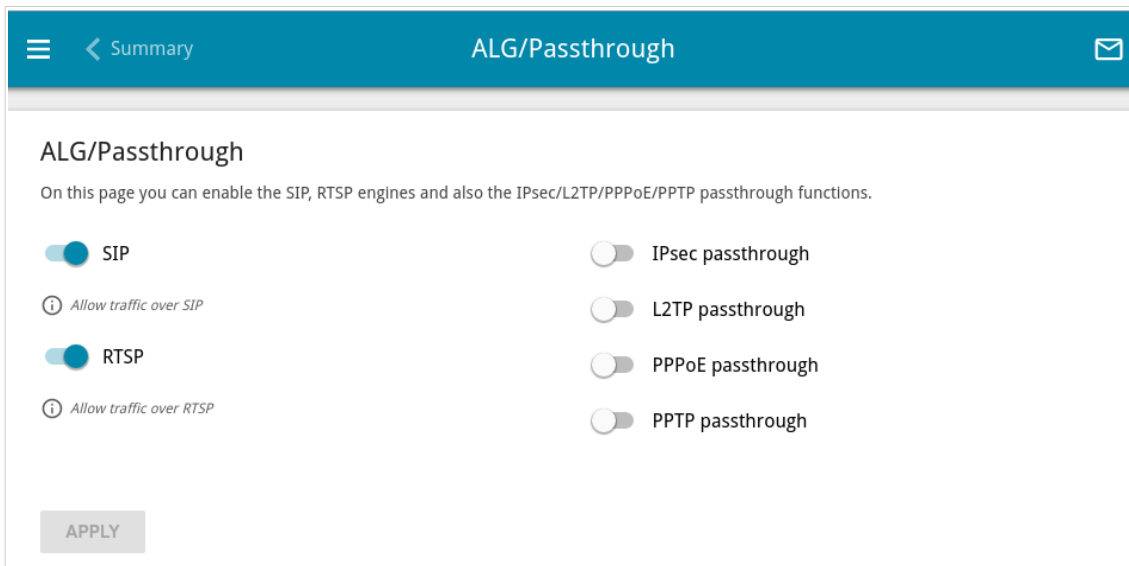 Summary
ALG/Passthrough
ALG/Passthrough
On this page you can enable the SIP, RTSP engines and also the IPsec/L2TP/PPPoE/PPTP passthrough functions.
SIP
Allow traffic over SIP
RTSP
Allow traffic over RTSP
IPsec passthrough
L2TP passthrough
PPPoE passthrough
PPTP passthrough
APPLY